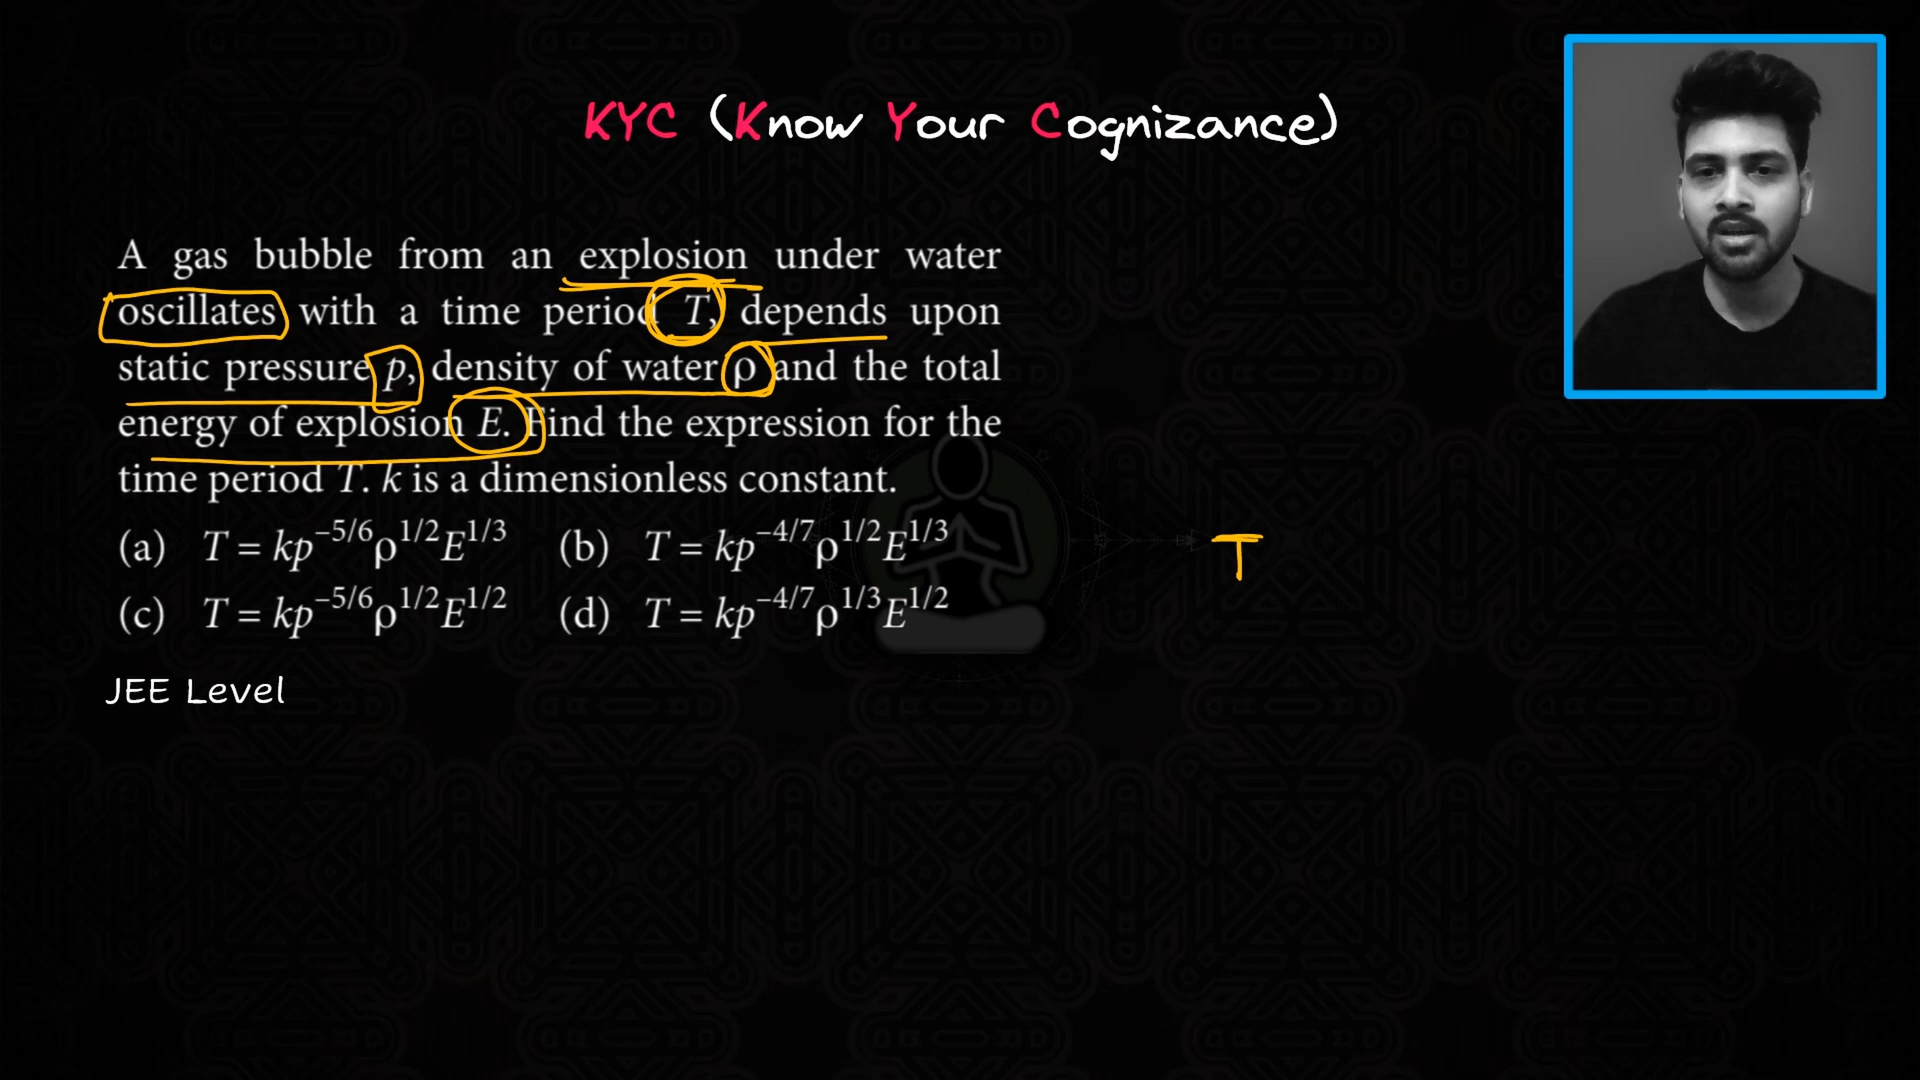 KYC (Know Your Cognizance)
A gas bubble from an explosion under water
oscillates with a time period T, depends upon
static pressure p, density of water ρ and the total
energy of explosion E. Find the expression for the
time period T. k is a dimensionless constant.
(a) T = kp^{-5/6}ρ^{1/2}E^{1/3} (b) T = kp^{-4/7}ρ^{1/2}E^{1/3}
(c) T = kp^{-5/6}ρ^{1/2}E^{1/2} (d) T = kp^{-4/7}ρ^{1/3}E^{1/2}
T
JEE Level